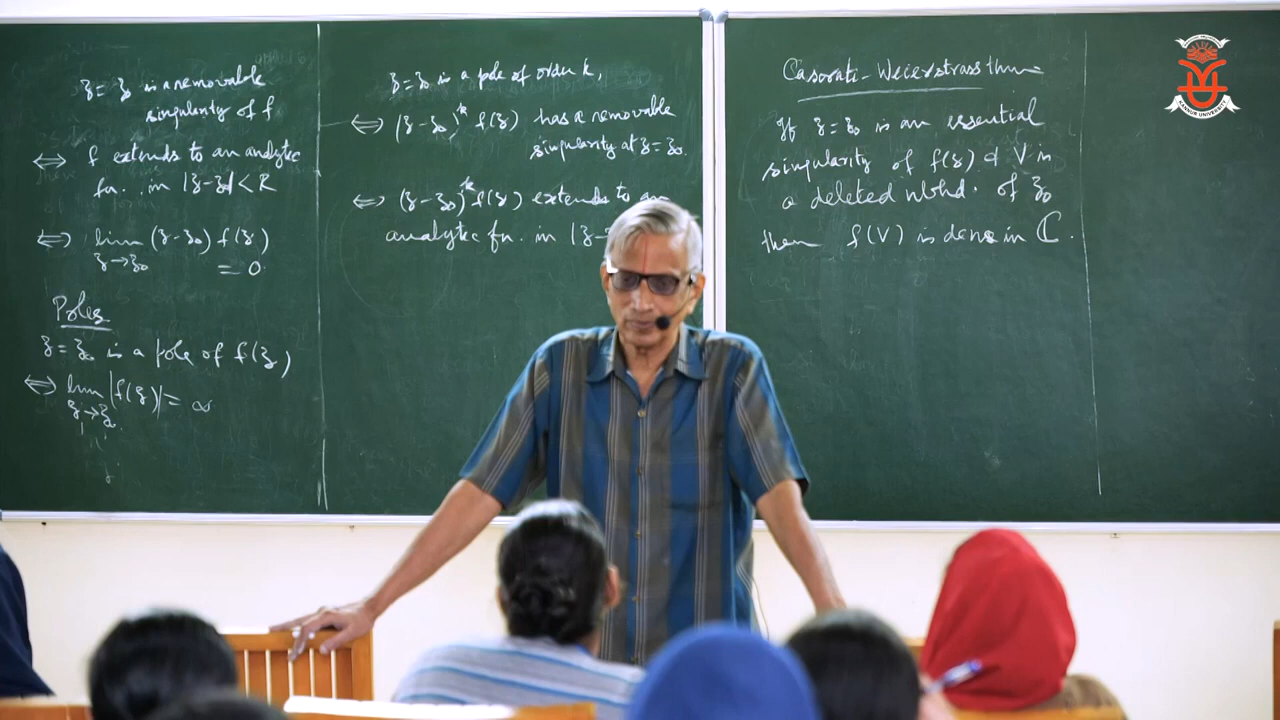 z = z₀ is a removable
singularity of f
⟺ f extends to an analytic
fn. in |z-z₀| < R
⟺ lim (z-z₀) f(z)
z→z₀ = 0.
Poles
z = z₀ is a pole of f(z)
⟺ lim |f(z)| = ∞
z→z₀
z = z₀ is a pole of order k,
⟺ (z-z₀)ᵏ f(z) has a removable
singularity at z = z₀.
⟺ (z-z₀)ᵏ f(z) extends to an
analytic fn. in |z-
Casorati-Weierstrass thm
If z = z₀ is an essential
singularity of f(z) & V is
a deleted nbhd. of z₀
then f(V) is dense in ℂ.
KANNUR UNIVERSITY